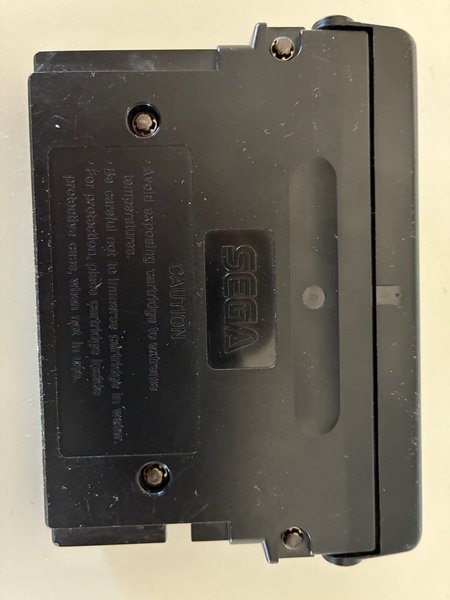 SEGA
CAUTION
• Avoid exposing cartridge to extreme
temperatures.
• Be careful not to immerse cartridge in water.
• For protection, place cartridge inside
protective case, when not in use.